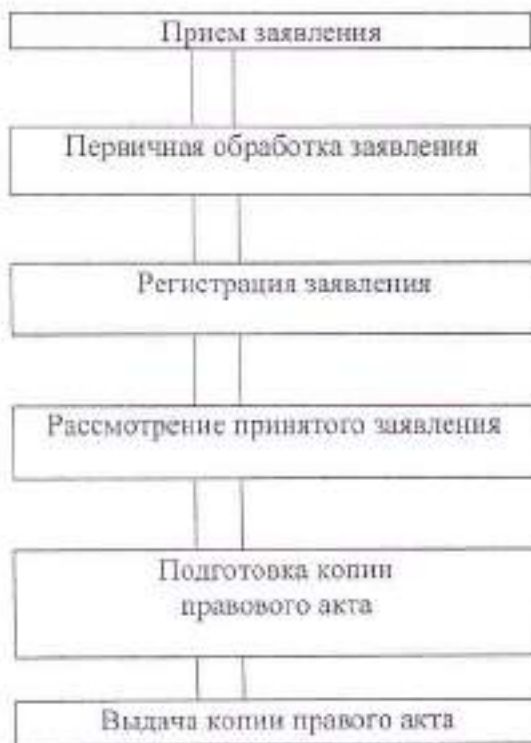 Прием заявления
Первичная обработка заявления
Регистрация заявления
Рассмотрение принятого заявления
Подготовка копии
правового акта
Выдача копии правого акта